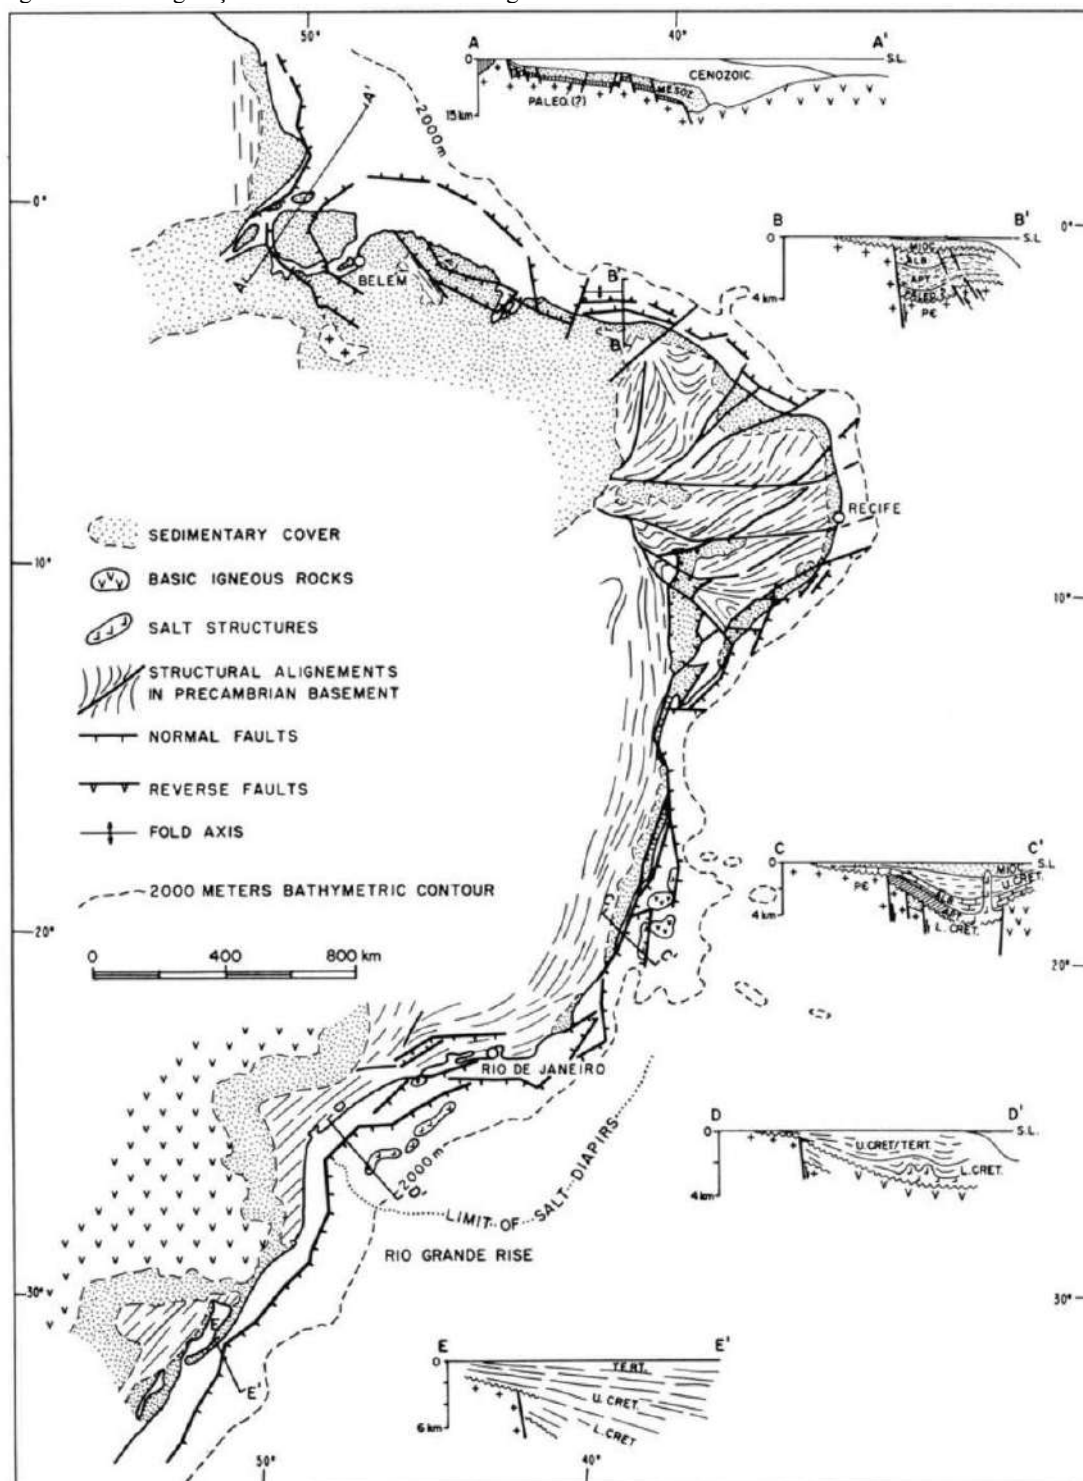 50°
40°
A
A'
0
S.L.
CENOZOIC.
MESOZ.
PALEO.(?)
15 km
A'
2000m
0°
0°
B
B'
0
S.L
MIOC.
ALB
APT
PALEO.
P€
4 km
BELEM
A
B'
B
RECIFE
SEDIMENTARY COVER
BASIC IGNEOUS ROCKS
SALT STRUCTURES
STRUCTURAL ALIGNEMENTS
IN PRECAMBRIAN BASEMENT
NORMAL FAULTS
REVERSE FAULTS
FOLD AXIS
2000 METERS BATHYMETRIC CONTOUR
0 400 800 km
10°
10°
C
C'
0
S.L
MIOC.
U. CRET.
P€
ALB
APT.
L. CRET.
4 km
C
C'
20°
20°
RIO DE JANEIRO
D
D'
0
S.L.
U.CRET/TERT.
L.CRET.
4 km
D
D'
2000 m
LIMIT OF SALT DIAPIRS
RIO GRANDE RISE
30°
30°
E
E'
E
E'
0
TERT.
U. CRET.
L. CRET
6 km
50°
40°